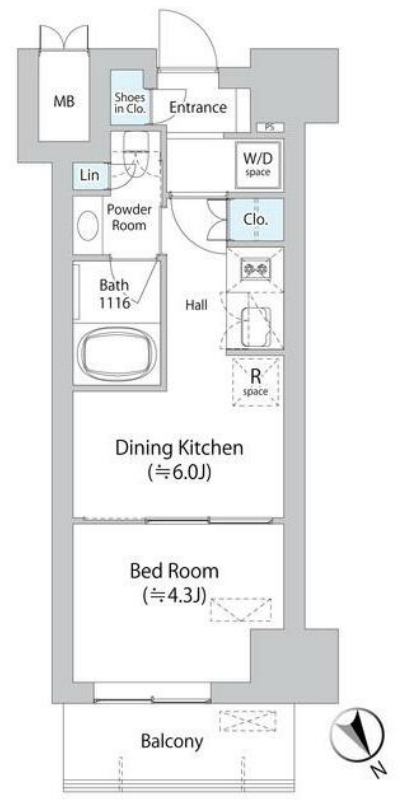 MB
Shoes
in Clo.
Entrance
PS
W/D
space
Lin
Powder
Room
Clo.
Bath
1116
Hall
R
space
Dining Kitchen
(≒6.0J)
Bed Room
(≒4.3J)
Balcony
N